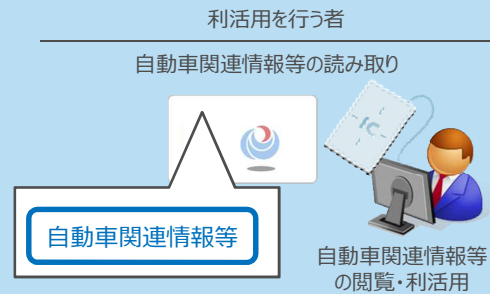 利活用を行う者
自動車関連情報等の読み取り
IC
自動車関連情報等
自動車関連情報等
の閲覧・利活用